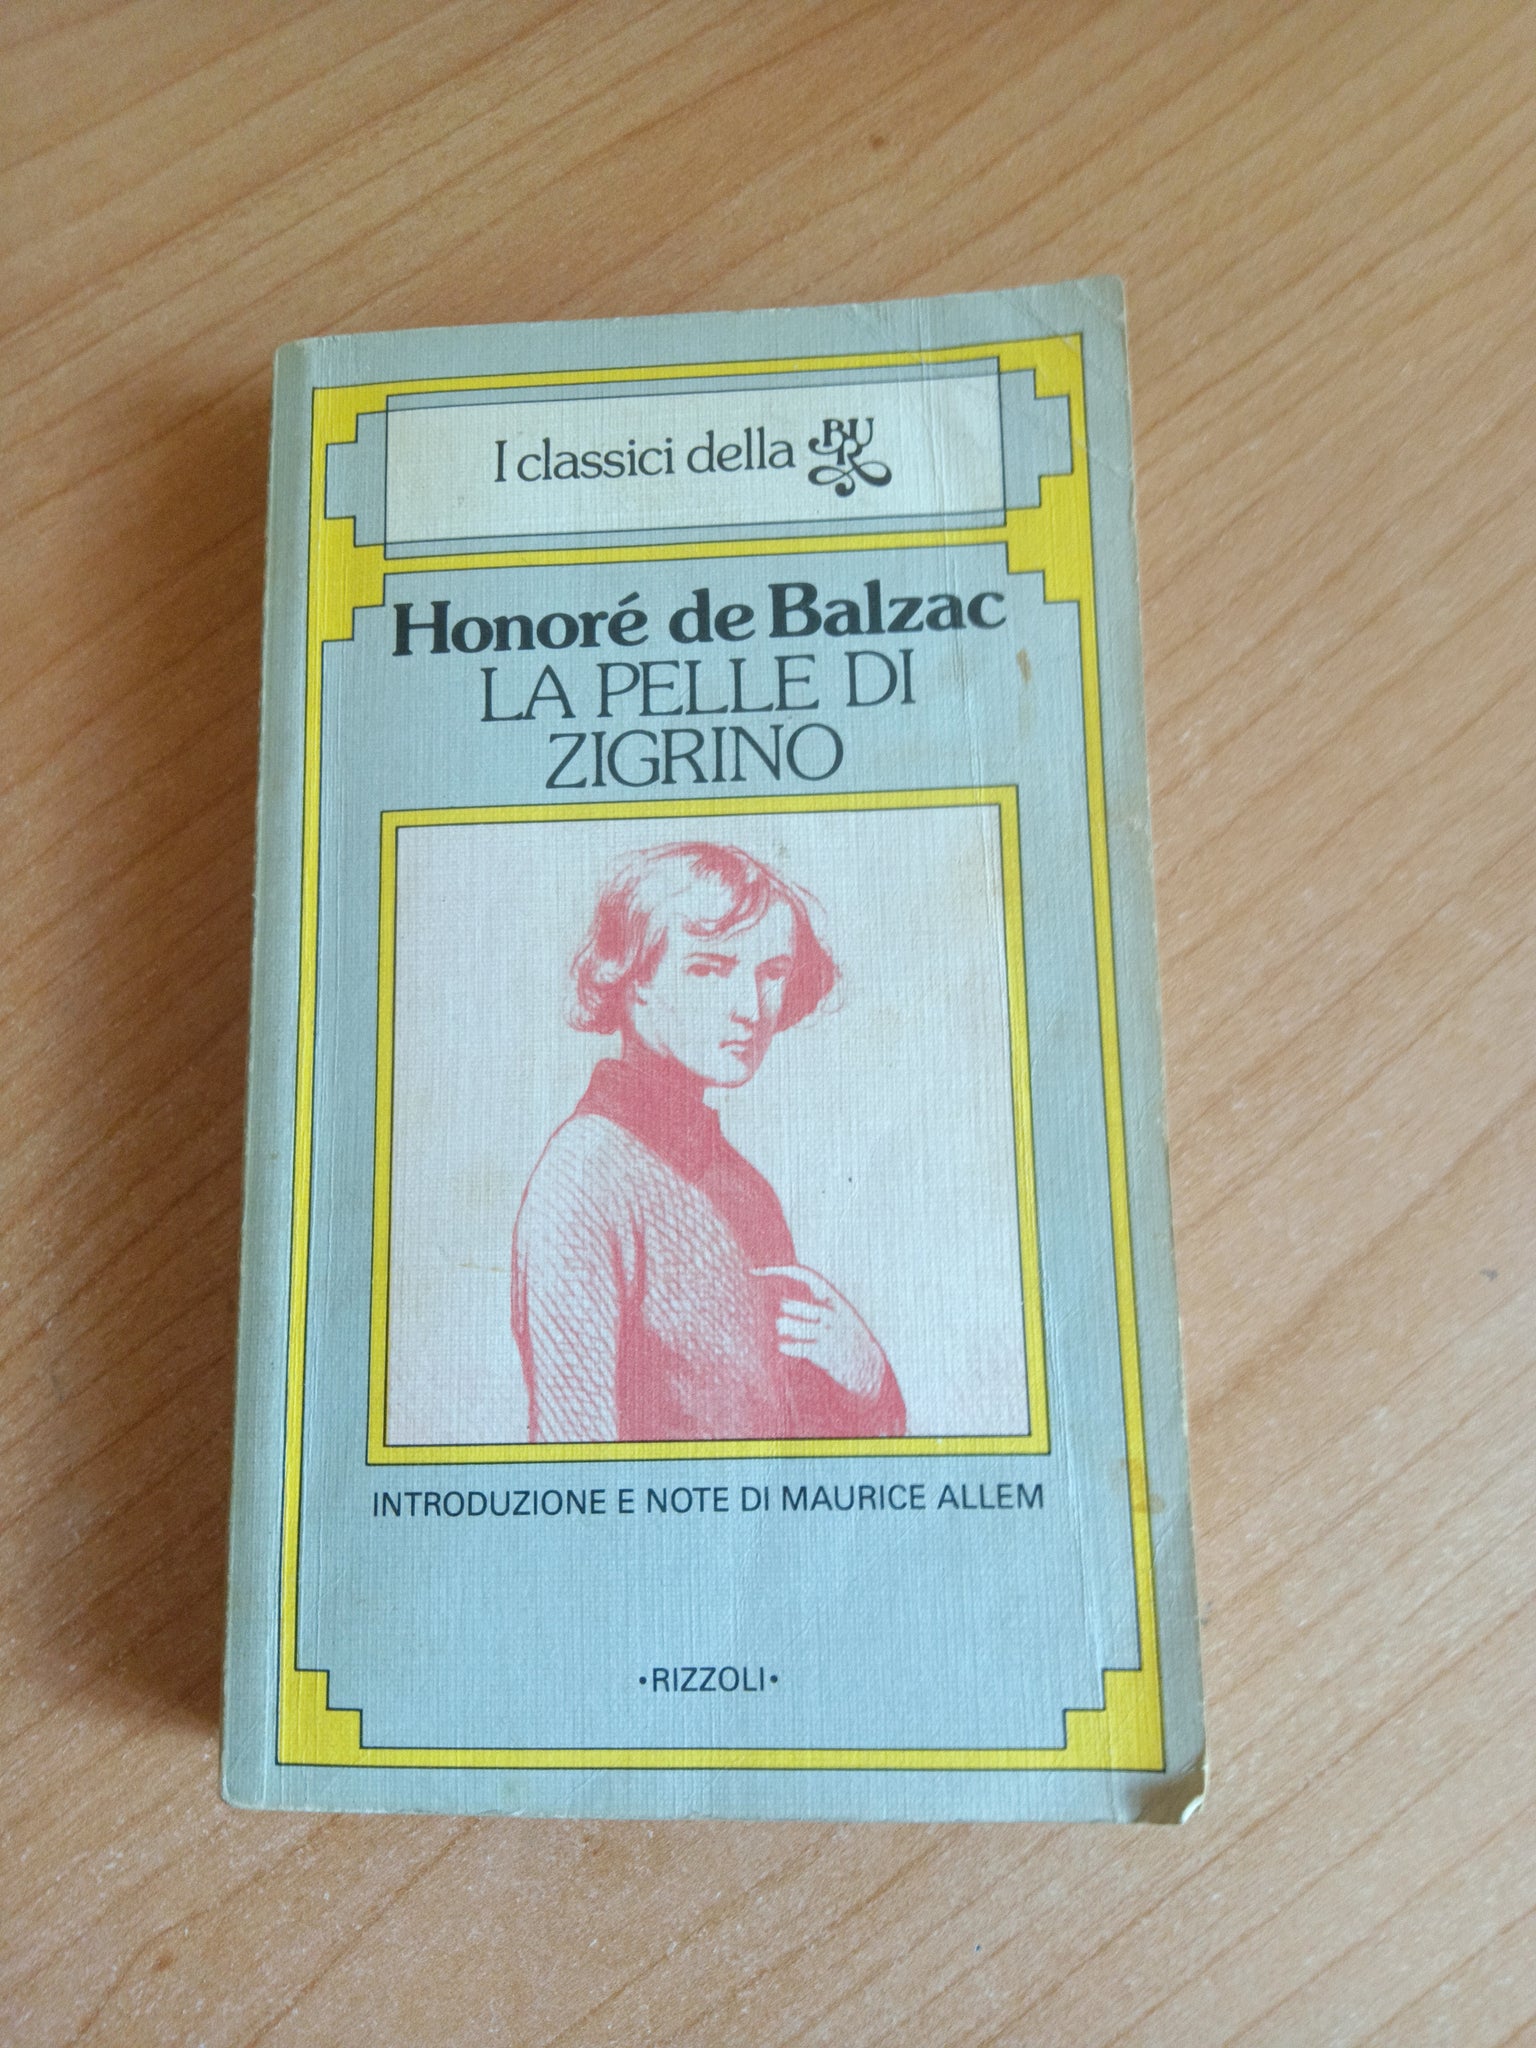 I classici della BUR
Honoré de Balzac
LA PELLE DI
ZIGRINO
INTRODUZIONE E NOTE DI MAURICE ALLEM
•RIZZOLI•